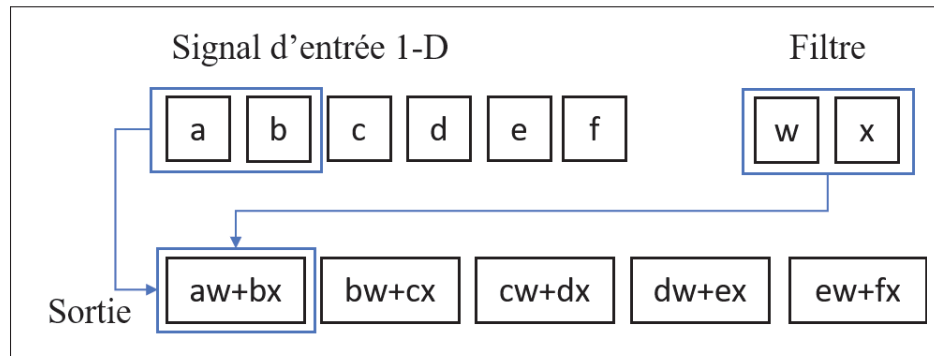 Signal d’entrée 1-D Filtre
a b c d e f w x
aw+bx bw+cx cw+dx dw+ex ew+fx
Sortie